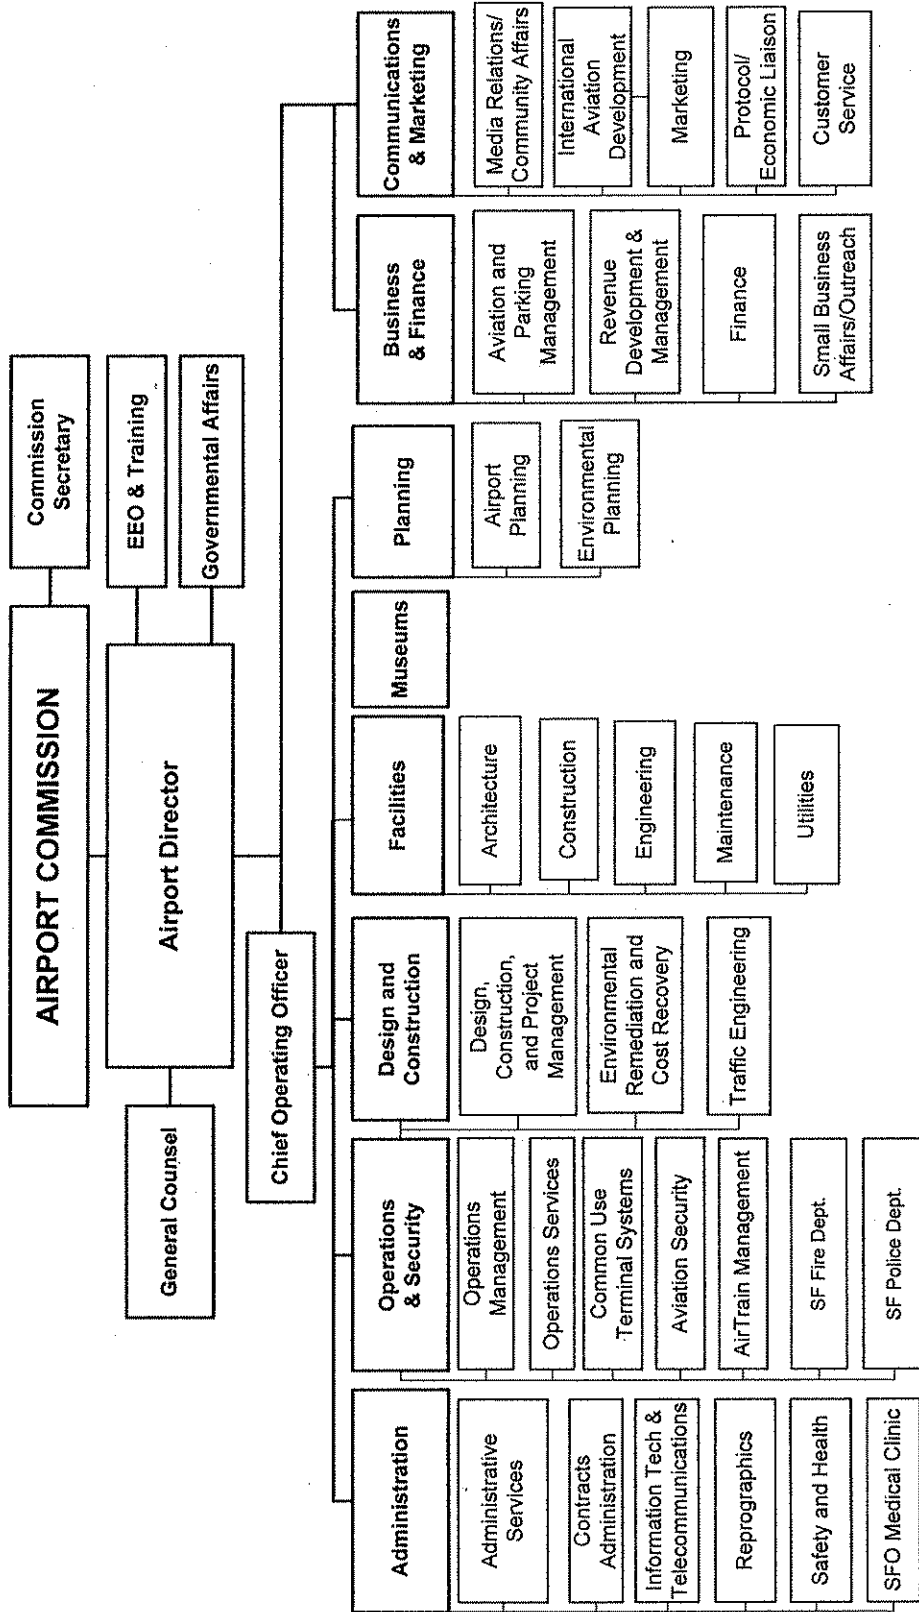 AIRPORT COMMISSION
Commission
Secretary
Airport Director
EEO & Training
Governmental Affairs
General Counsel
Chief Operating Officer
Administration
Administrative
Services
Contracts
Administration
Information Tech &
Telecommunications
Reprographics
Safety and Health
SFO Medical Clinic
Operations
& Security
Operations
Management
Operations Services
Common Use
Terminal Systems
Aviation Security
AirTrain Management
SF Fire Dept.
SF Police Dept.
Design and
Construction
Design,
Construction,
and Project
Management
Environmental
Remediation and
Cost Recovery
Traffic Engineering
Facilities
Architecture
Construction
Engineering
Maintenance
Utilities
Museums
Planning
Airport
Planning
Environmental
Planning
Business
& Finance
Aviation and
Parking
Management
Revenue
Development &
Management
Finance
Small Business
Affairs/Outreach
Communications
& Marketing
Media Relations/
Community Affairs
International
Aviation
Development
Marketing
Protocol/
Economic Liaison
Customer
Service